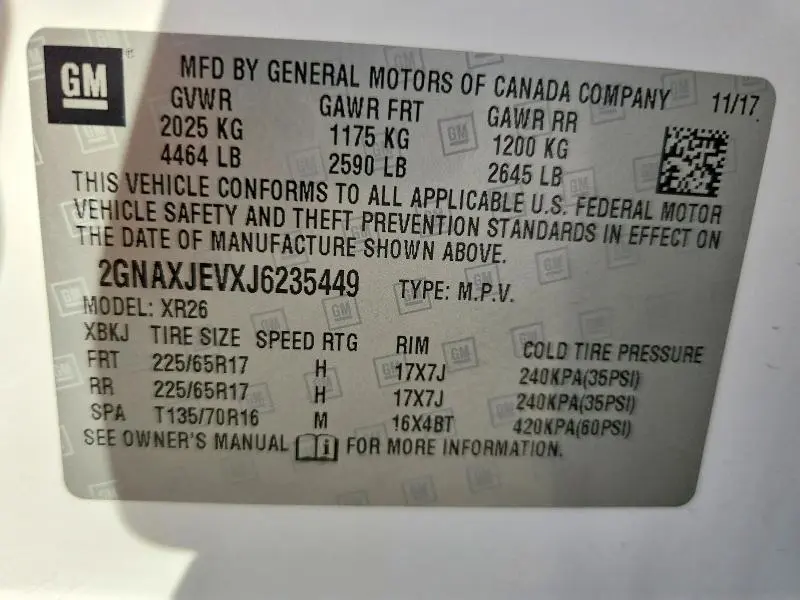 GM
MFD BY GENERAL MOTORS OF CANADA COMPANY 11/17
GVWR GAWR FRT GAWR RR
2025 KG 1175 KG 1200 KG
4464 LB 2590 LB 2645 LB
THIS VEHICLE CONFORMS TO ALL APPLICABLE U.S. FEDERAL MOTOR
VEHICLE SAFETY AND THEFT PREVENTION STANDARDS IN EFFECT ON
THE DATE OF MANUFACTURE SHOWN ABOVE.
2GNAXJEVXJ6235449 TYPE: M.P.V.
MODEL: XR26
XBKJ TIRE SIZE SPEED RTG RIM COLD TIRE PRESSURE
FRT 225/65R17 H 17X7J 240KPA(35PSI)
RR 225/65R17 H 17X7J 240KPA(35PSI)
SPA T135/70R16 M 16X4BT 420KPA(60PSI)
SEE OWNER'S MANUAL FOR MORE INFORMATION.